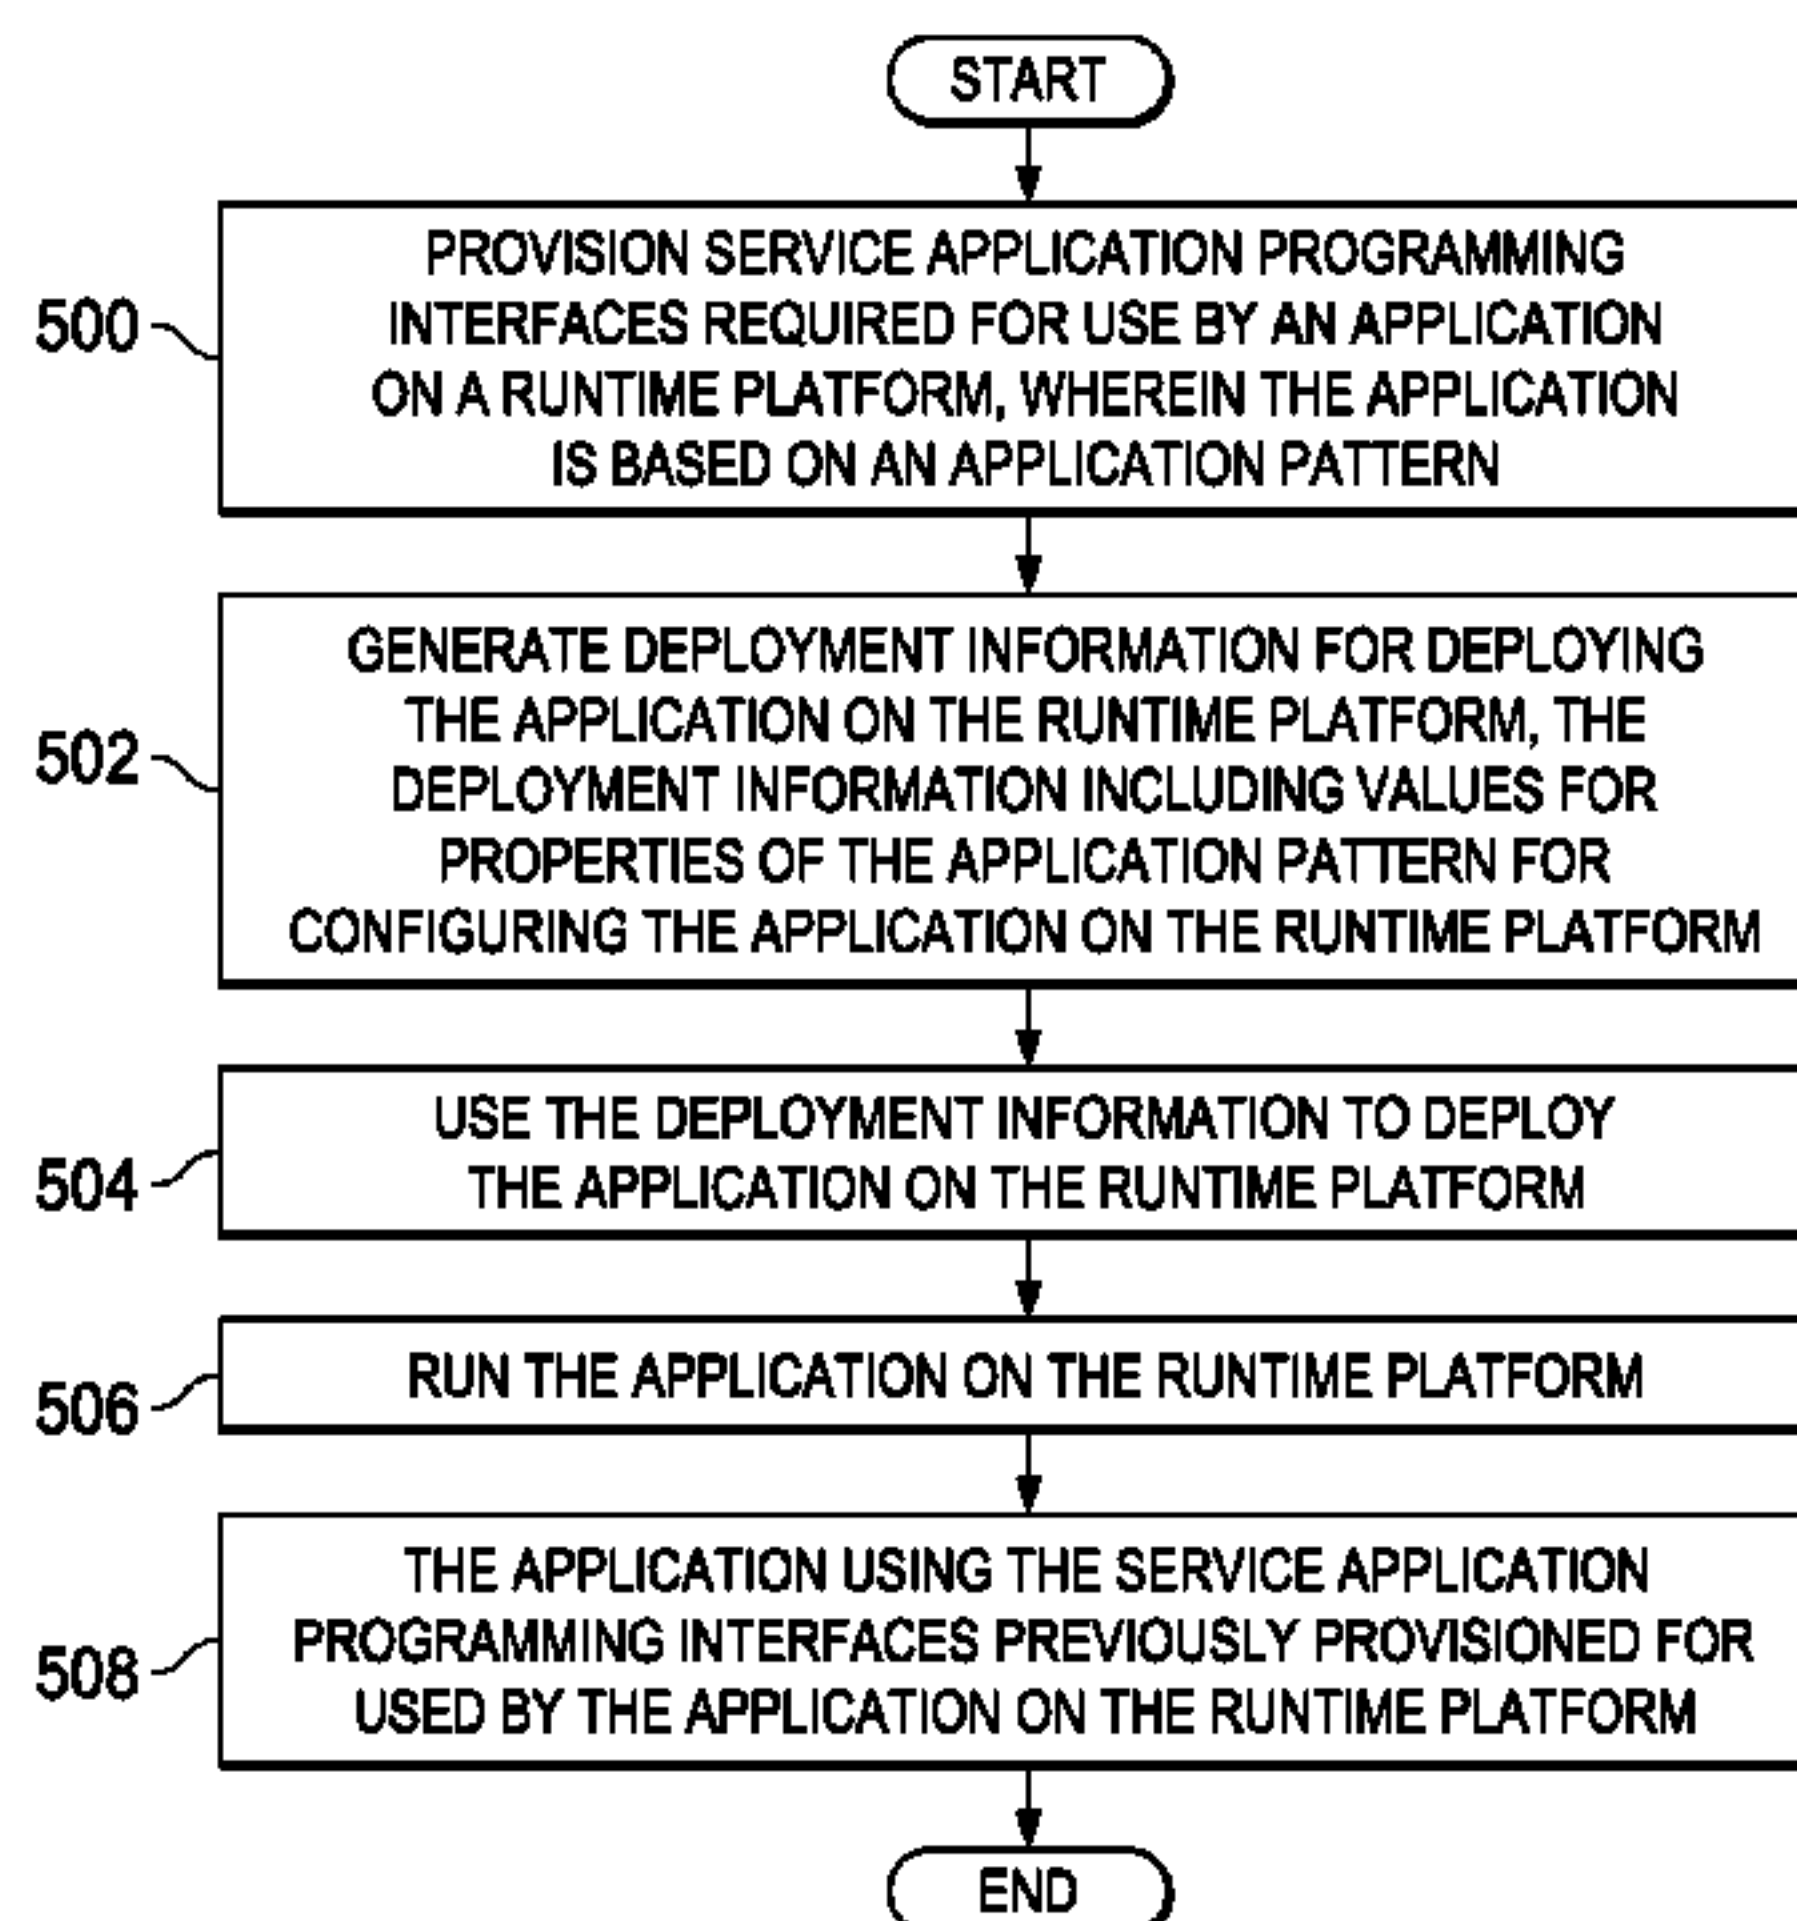 START
500
PROVISION SERVICE APPLICATION PROGRAMMING
INTERFACES REQUIRED FOR USE BY AN APPLICATION
ON A RUNTIME PLATFORM, WHEREIN THE APPLICATION
IS BASED ON AN APPLICATION PATTERN
502
GENERATE DEPLOYMENT INFORMATION FOR DEPLOYING
THE APPLICATION ON THE RUNTIME PLATFORM, THE
DEPLOYMENT INFORMATION INCLUDING VALUES FOR
PROPERTIES OF THE APPLICATION PATTERN FOR
CONFIGURING THE APPLICATION ON THE RUNTIME PLATFORM
504
USE THE DEPLOYMENT INFORMATION TO DEPLOY
THE APPLICATION ON THE RUNTIME PLATFORM
506
RUN THE APPLICATION ON THE RUNTIME PLATFORM
508
THE APPLICATION USING THE SERVICE APPLICATION
PROGRAMMING INTERFACES PREVIOUSLY PROVISIONED FOR
USED BY THE APPLICATION ON THE RUNTIME PLATFORM
END